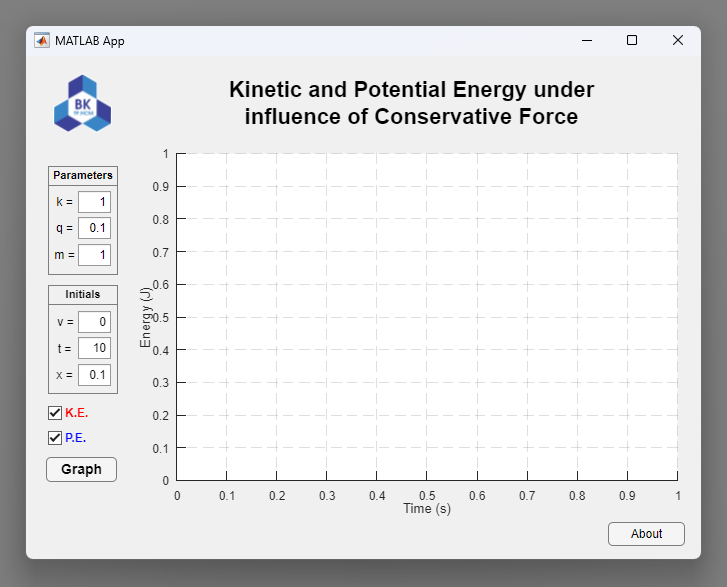 MATLAB App
BK
TP.HCM
Kinetic and Potential Energy under
influence of Conservative Force
Parameters
k = 1
q = 0.1
m = 1
Initials
v = 0
t = 10
x = 0.1
K.E.
P.E.
Graph
Energy (J)
1
0.9
0.8
0.7
0.6
0.5
0.4
0.3
0.2
0.1
0
0 0.1 0.2 0.3 0.4 0.5 0.6 0.7 0.8 0.9 1
Time (s)
About